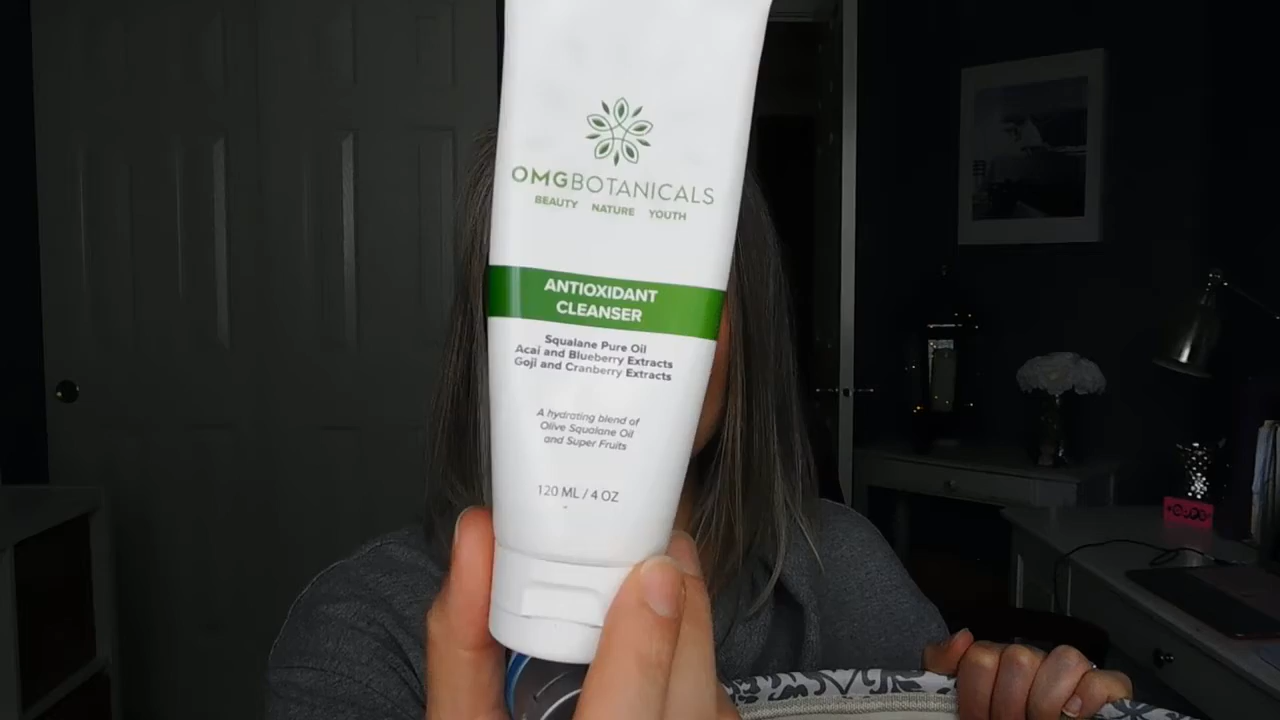 OMGBOTANICALS
BEAUTY NATURE YOUTH
ANTIOXIDANT
CLEANSER
Squalane Pure Oil
Acai and Blueberry Extracts
Goji and Cranberry Extracts
A hydrating blend of
Olive Squalane Oil
and Super Fruits
120 ML / 4 OZ